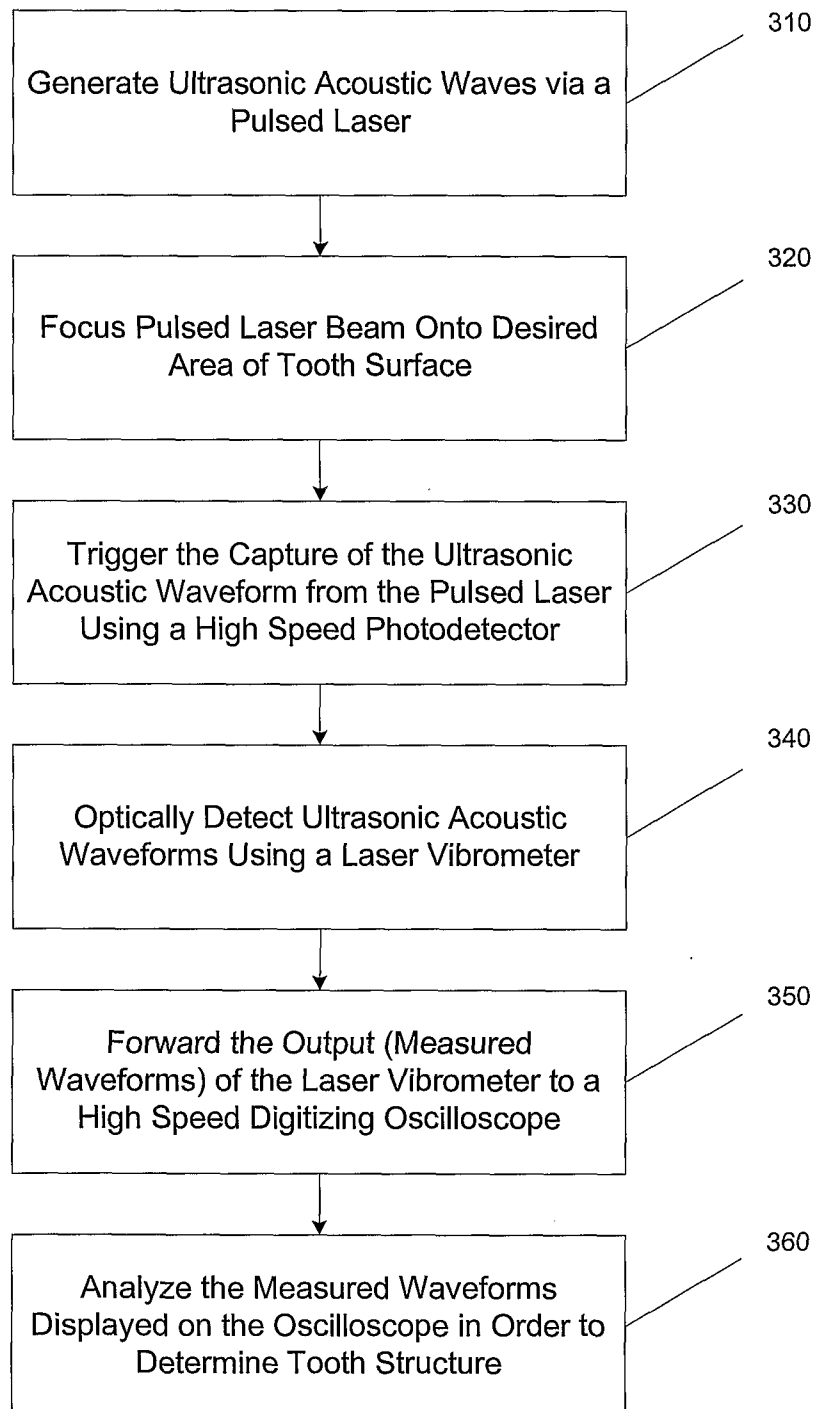 310
Generate Ultrasonic Acoustic Waves via a
Pulsed Laser
320
Focus Pulsed Laser Beam Onto Desired
Area of Tooth Surface
330
Trigger the Capture of the Ultrasonic
Acoustic Waveform from the Pulsed Laser
Using a High Speed Photodetector
340
Optically Detect Ultrasonic Acoustic
Waveforms Using a Laser Vibrometer
350
Forward the Output (Measured
Waveforms) of the Laser Vibrometer to a
High Speed Digitizing Oscilloscope
360
Analyze the Measured Waveforms
Displayed on the Oscilloscope in Order to
Determine Tooth Structure